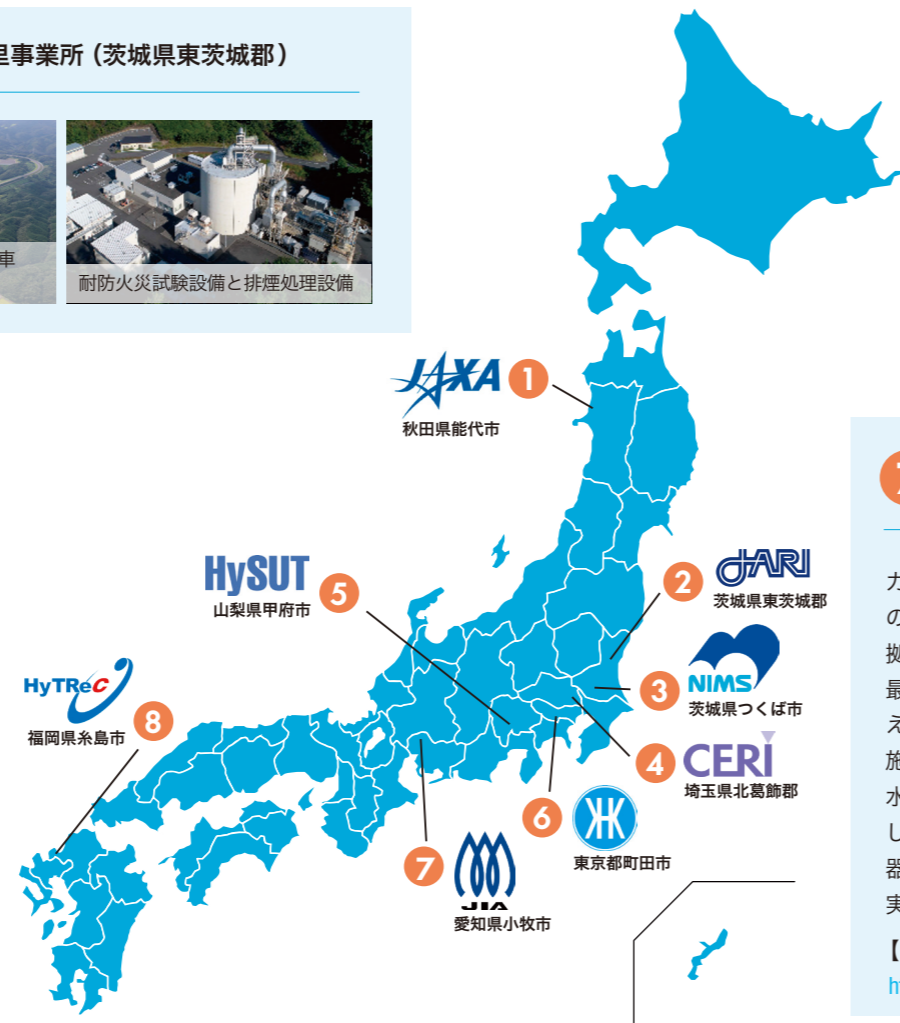 里事業所（茨城県東茨城郡）
車
耐防火災試験設備と排煙処理設備
JAXA
1
秋田県能代市
HySUT
5
山梨県甲府市
2
JARI
茨城県東茨城郡
3
NIMS
茨城県つくば市
HyTReC
8
福岡県糸島市
4
CERI
埼玉県北葛飾郡
6
KHK
東京都町田市
7
JIA
愛知県小牧市
カ
の
拠
最
え
施
水
し
器
実
【